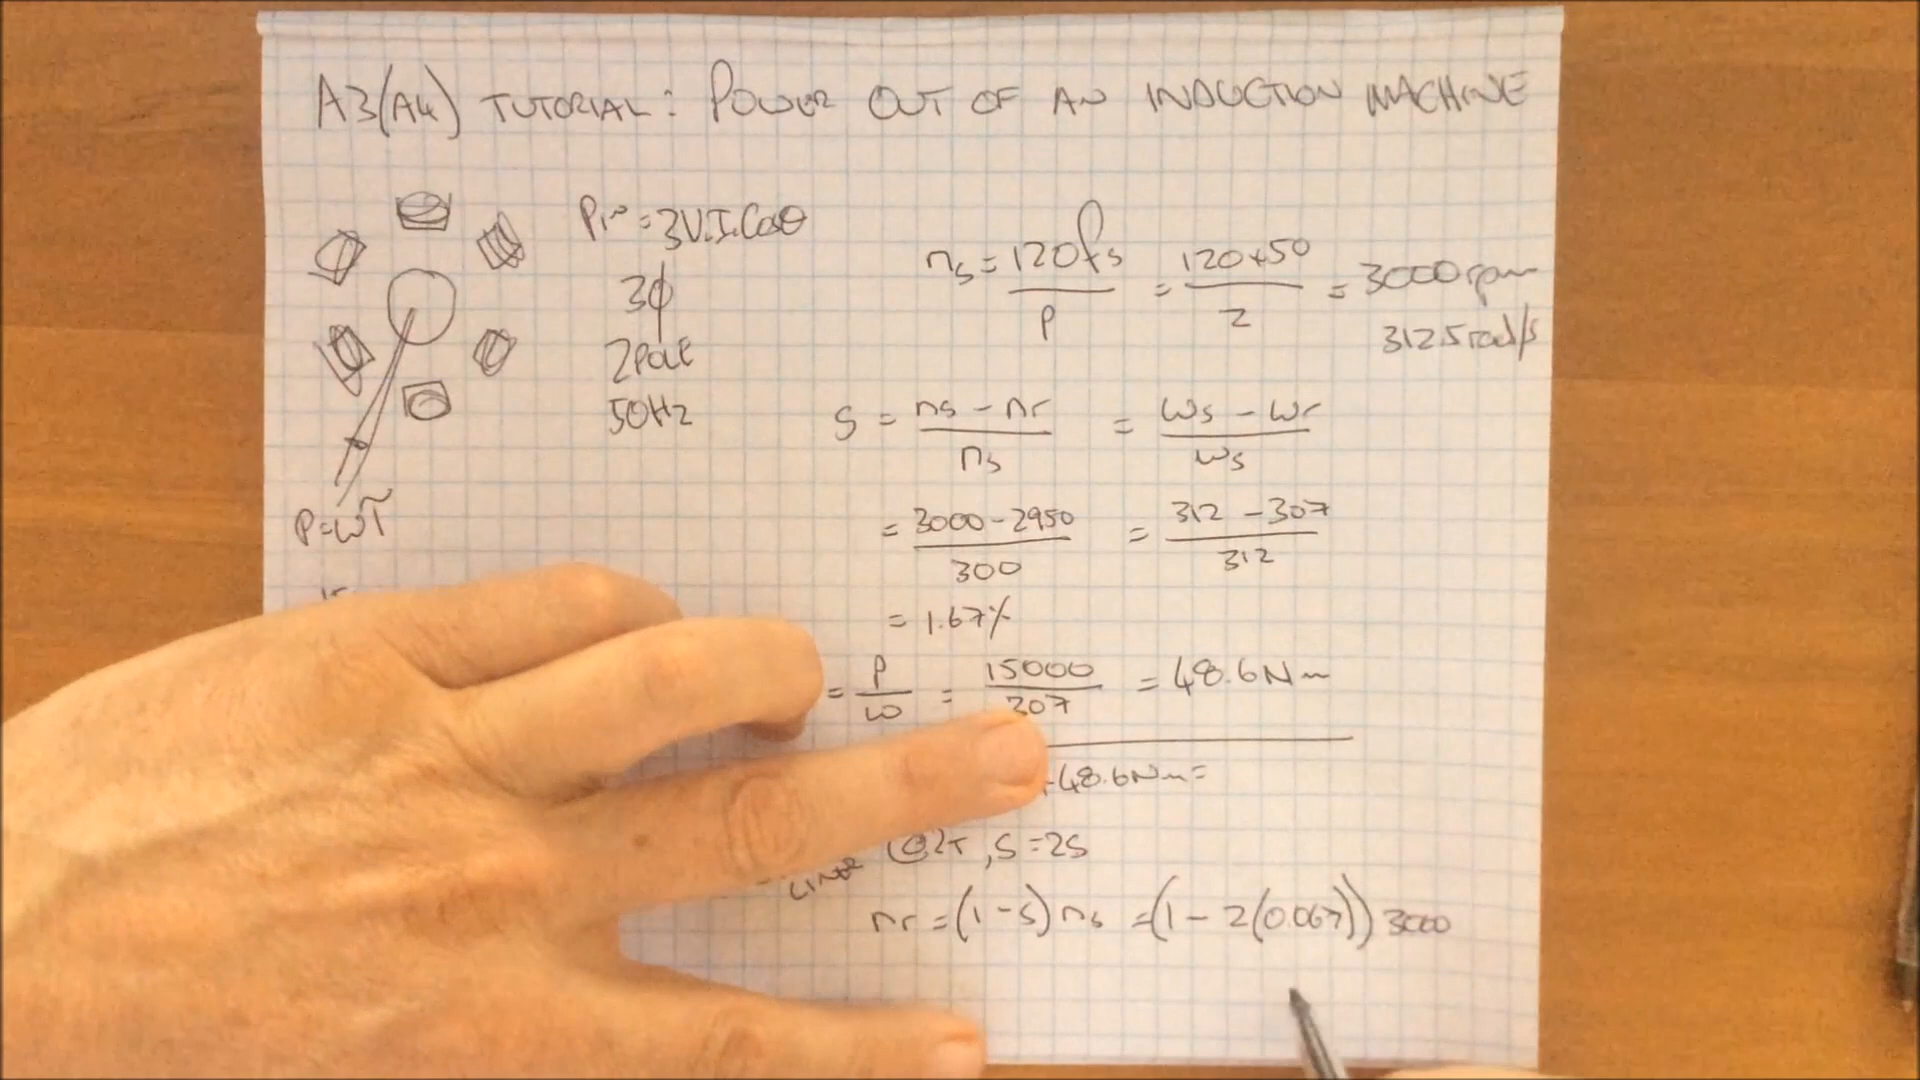 A3(A4) TUTORIAL: POWER OUT OF AN INDUCTION MACHINE
Pin = 3V.I.Cosθ
3ϕ
2POLE
50Hz
P=ωT
ns = 120fs / P = 120x50 / 2 = 3000rpm
312.5rad/s
S = ns - nr / ns = ωs - ωr / ωs
= 3000-2950 / 300 = 312-307 / 312
= 1.67%
= P / ω = 15000 / 307 = 48.6Nm
48.6Nm =
@2T, S=2S
nr = (1-s)ns = (1-2(0.067))3000